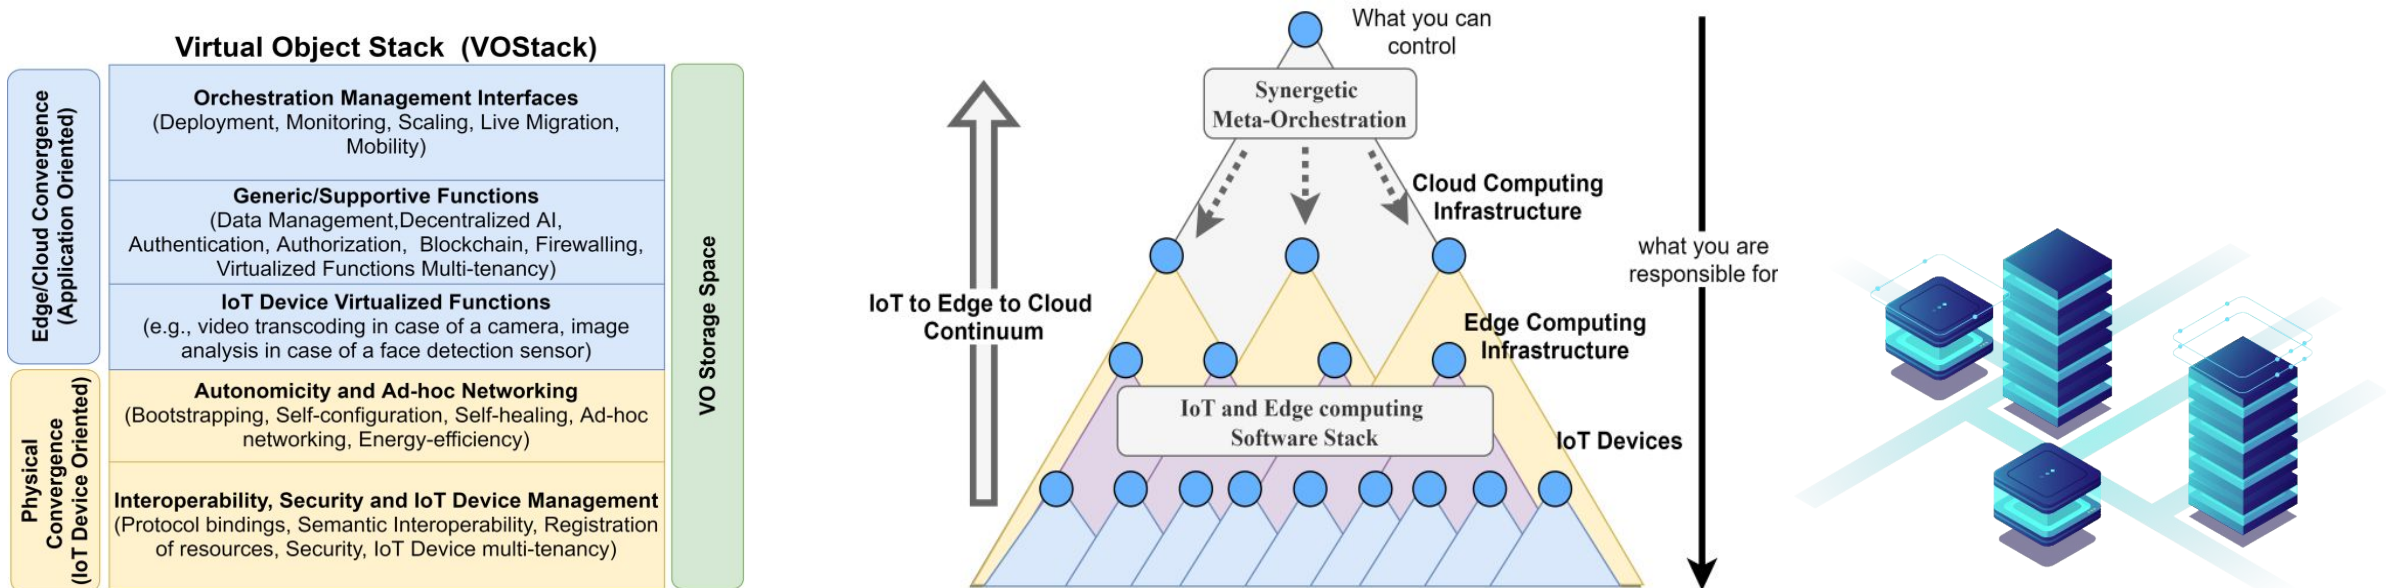 Virtual Object Stack (VOStack)
Edge/Cloud Convergence
(Application Oriented)
Orchestration Management Interfaces
(Deployment, Monitoring, Scaling, Live Migration,
Mobility)
Generic/Supportive Functions
(Data Management,Decentralized AI,
Authentication, Authorization, Blockchain, Firewalling,
Virtualized Functions Multi-tenancy)
IoT Device Virtualized Functions
(e.g., video transcoding in case of a camera, image
analysis in case of a face detection sensor)
Physical
Convergence
(IoT Device Oriented)
Autonomicity and Ad-hoc Networking
(Bootstrapping, Self-configuration, Self-healing, Ad-hoc
networking, Energy-efficiency)
Interoperability, Security and IoT Device Management
(Protocol bindings, Semantic Interoperability, Registration
of resources, Security, IoT Device multi-tenancy)
VO Storage Space
IoT to Edge to Cloud
Continuum
What you can
control
Synergetic
Meta-Orchestration
Cloud Computing
Infrastructure
what you are
responsible for
Edge Computing
Infrastructure
IoT and Edge computing
Software Stack
IoT Devices